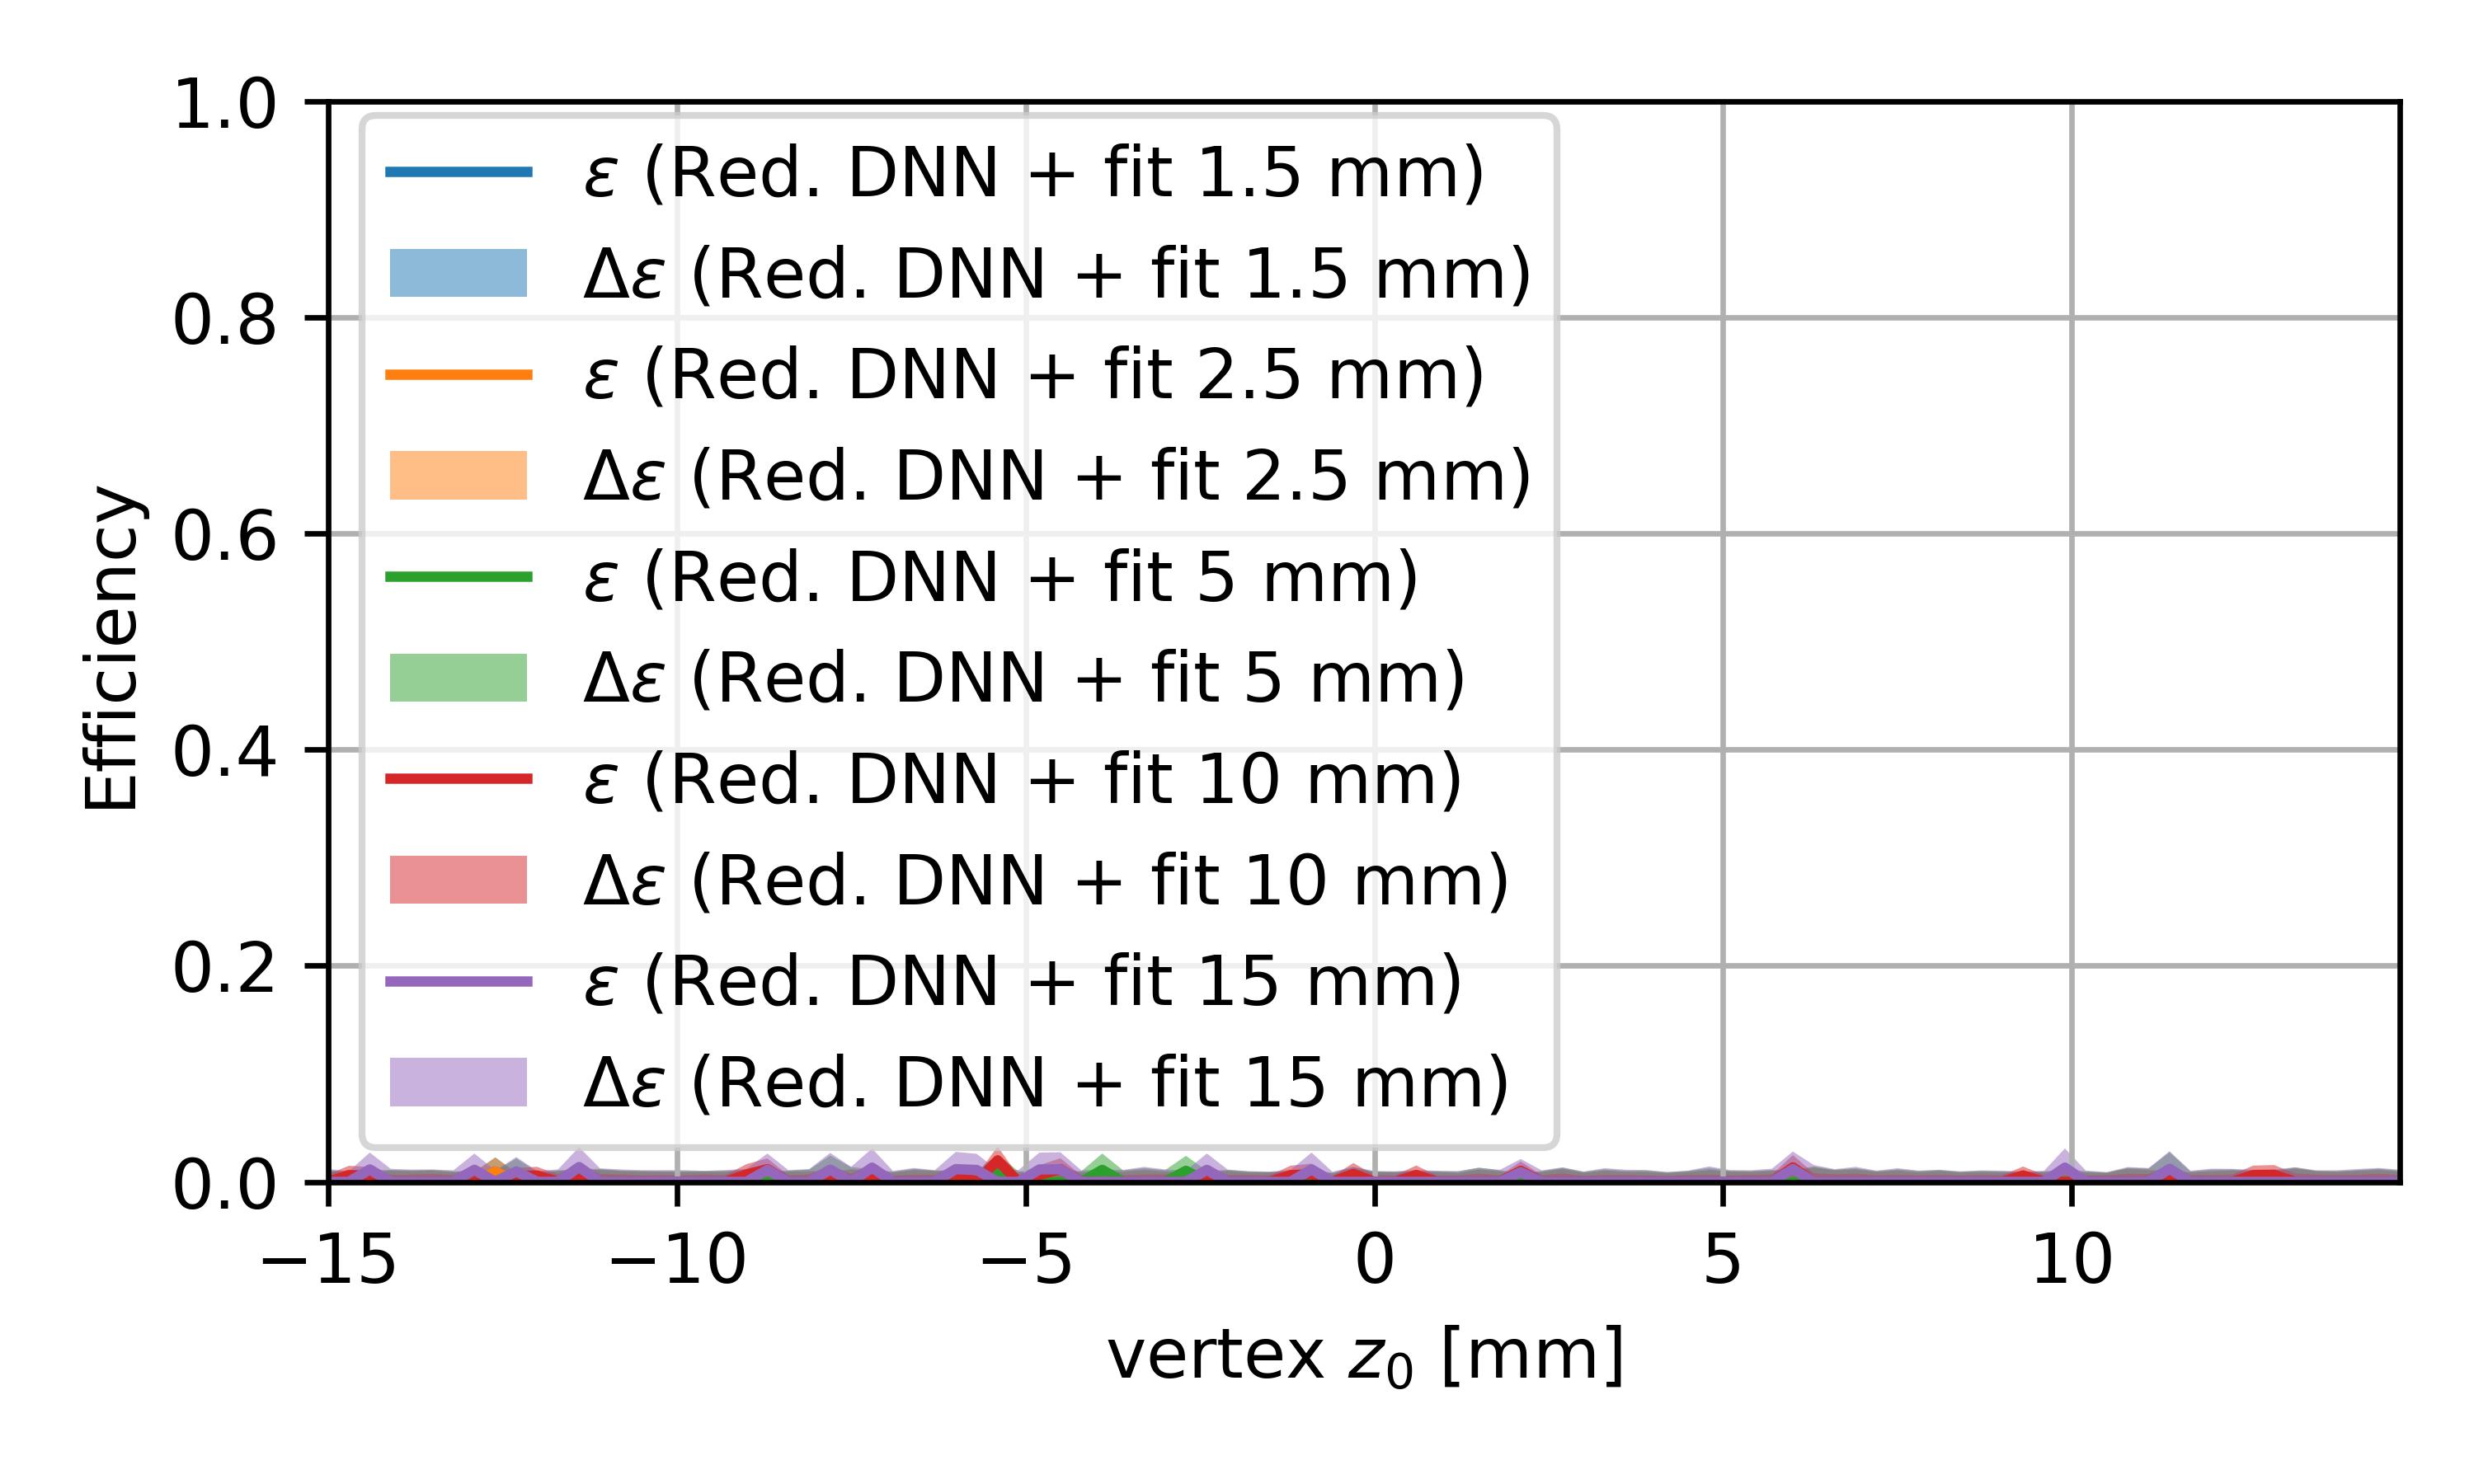 1.0
0.8
0.6
0.4
0.2
0.0
Efficiency
ε (Red. DNN + fit 1.5 mm)
Δε (Red. DNN + fit 1.5 mm)
ε (Red. DNN + fit 2.5 mm)
Δε (Red. DNN + fit 2.5 mm)
ε (Red. DNN + fit 5 mm)
Δε (Red. DNN + fit 5 mm)
ε (Red. DNN + fit 10 mm)
Δε (Red. DNN + fit 10 mm)
ε (Red. DNN + fit 15 mm)
Δε (Red. DNN + fit 15 mm)
−15 −10 −5 0 5 10
vertex z₀ [mm]